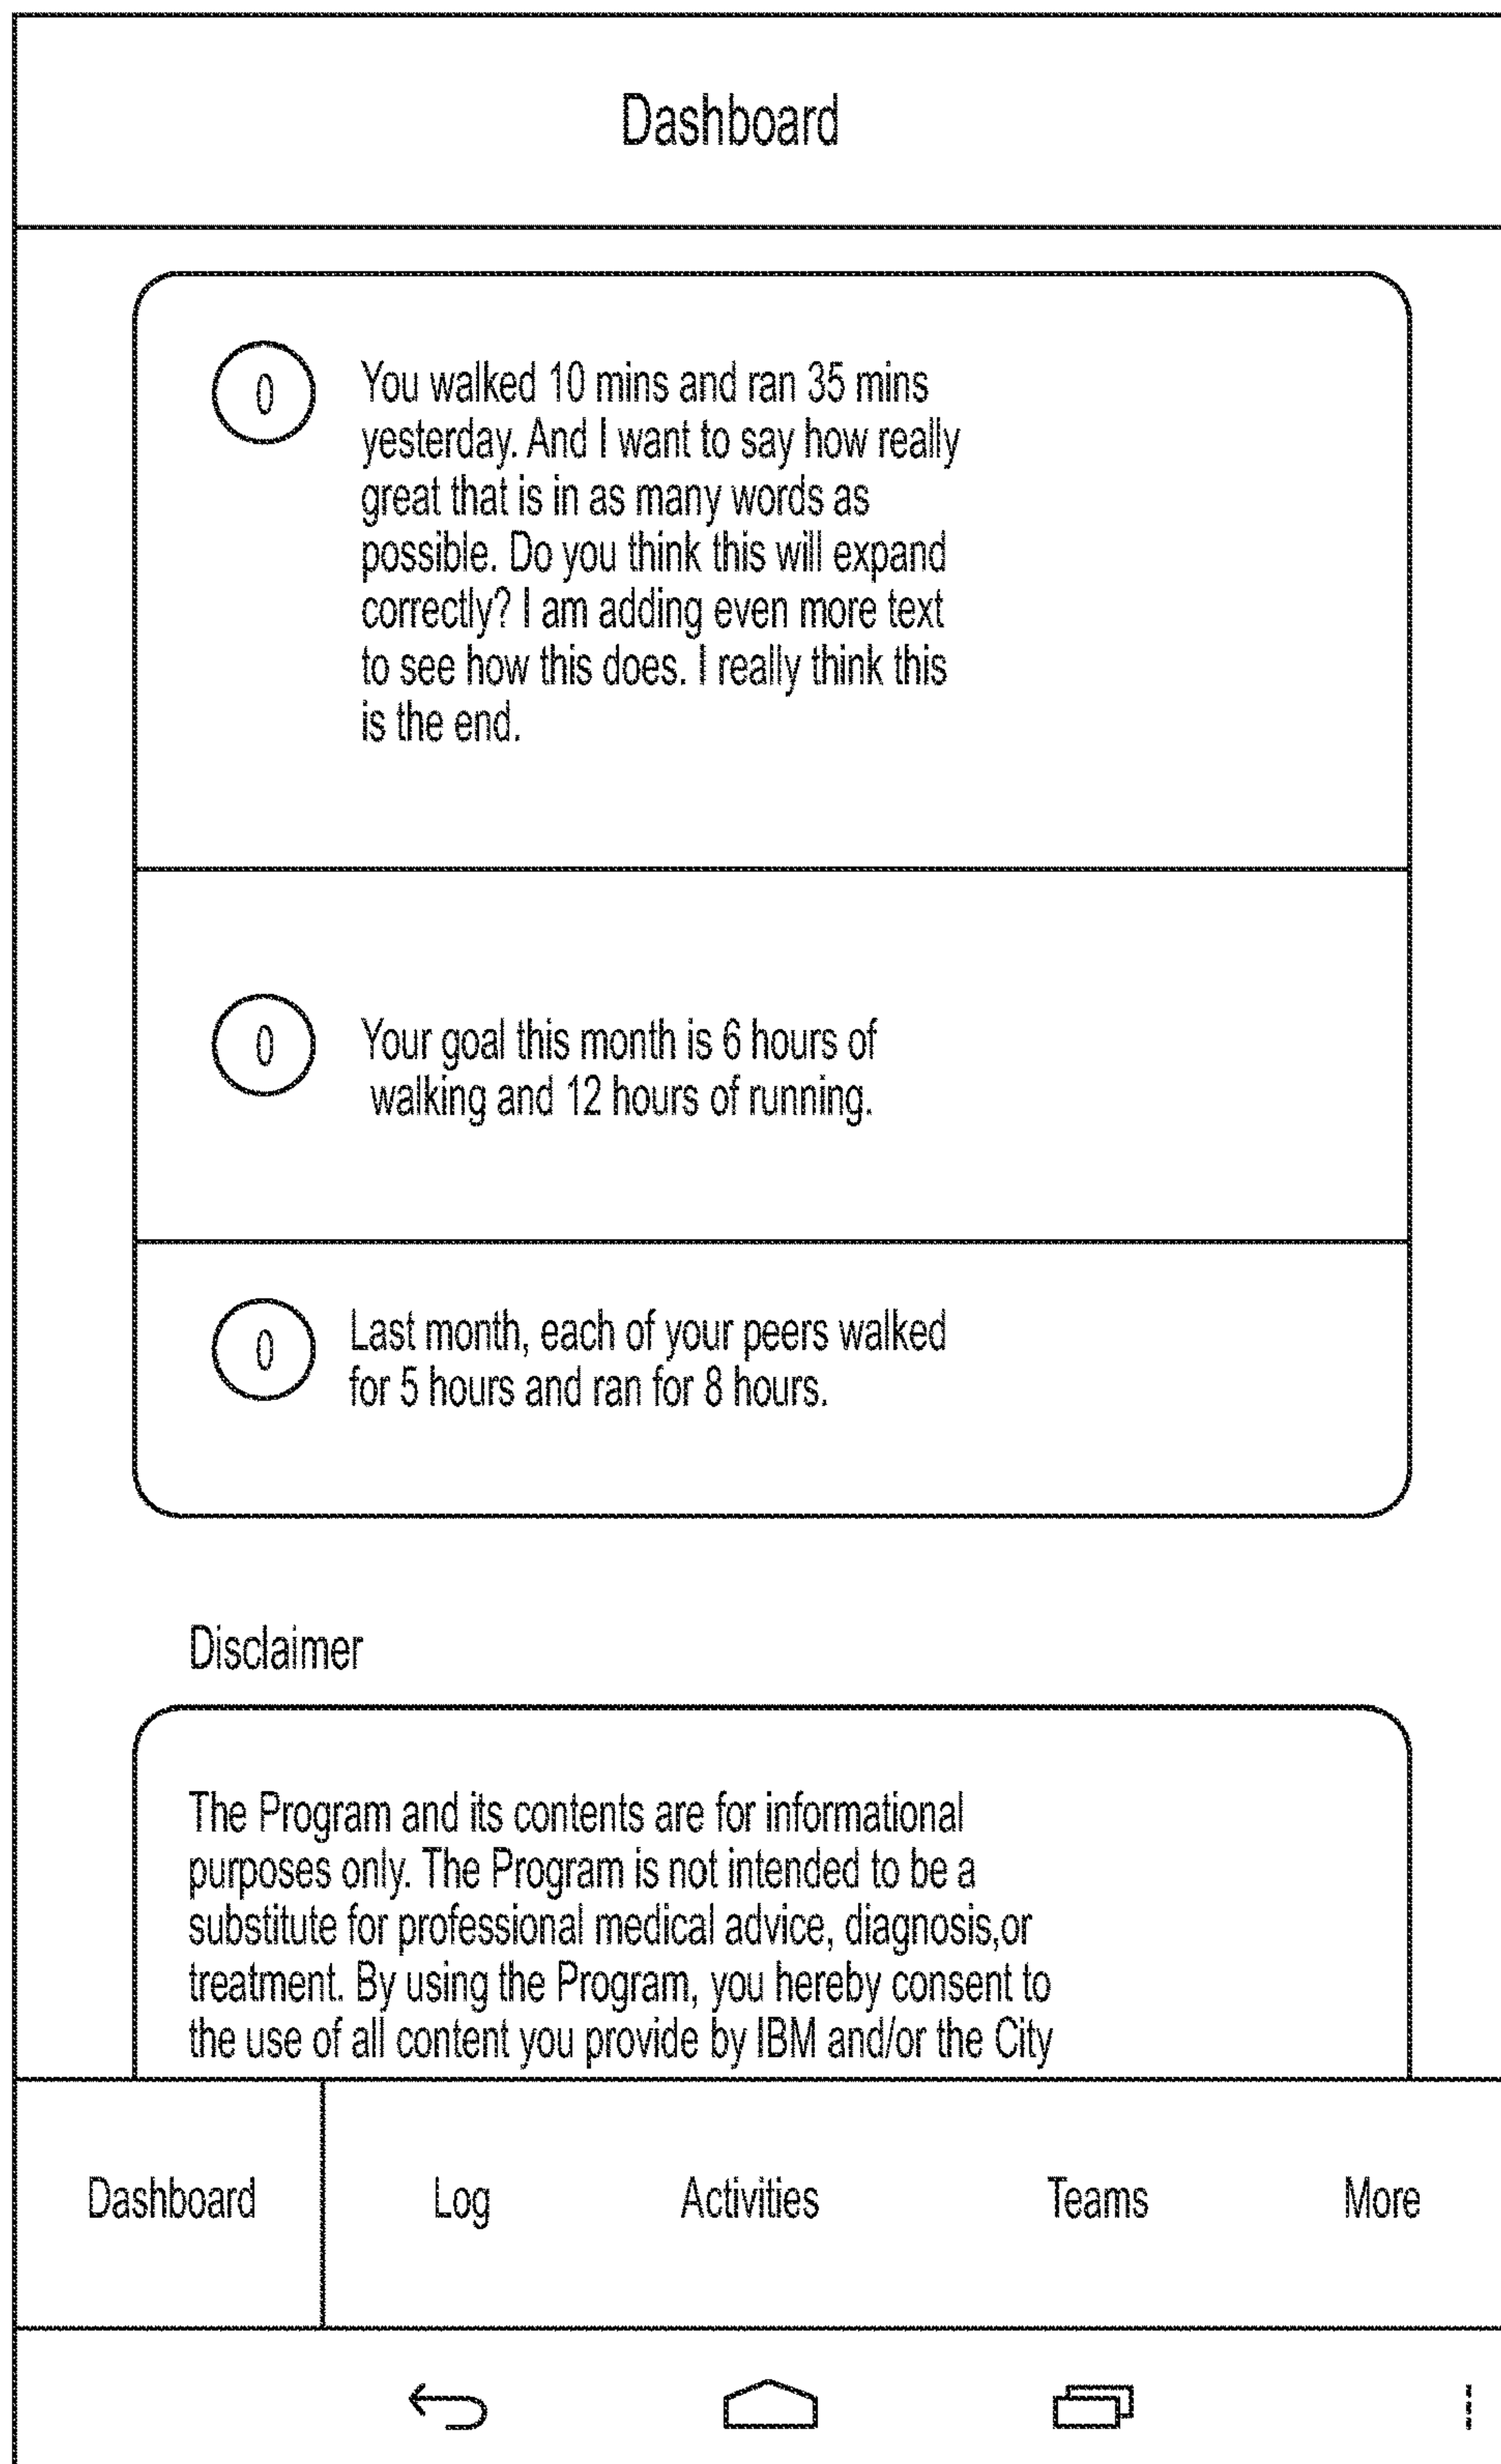 Dashboard
0
You walked 10 mins and ran 35 mins
yesterday. And I want to say how really
great that is in as many words as
possible. Do you think this will expand
correctly? I am adding even more text
to see how this does. I really think this
is the end.
0
Your goal this month is 6 hours of
walking and 12 hours of running.
0
Last month, each of your peers walked
for 5 hours and ran for 8 hours.
Disclaimer
The Program and its contents are for informational
purposes only. The Program is not intended to be a
substitute for professional medical advice, diagnosis,or
treatment. By using the Program, you hereby consent to
the use of all content you provide by IBM and/or the City
Dashboard Log Activities Teams More